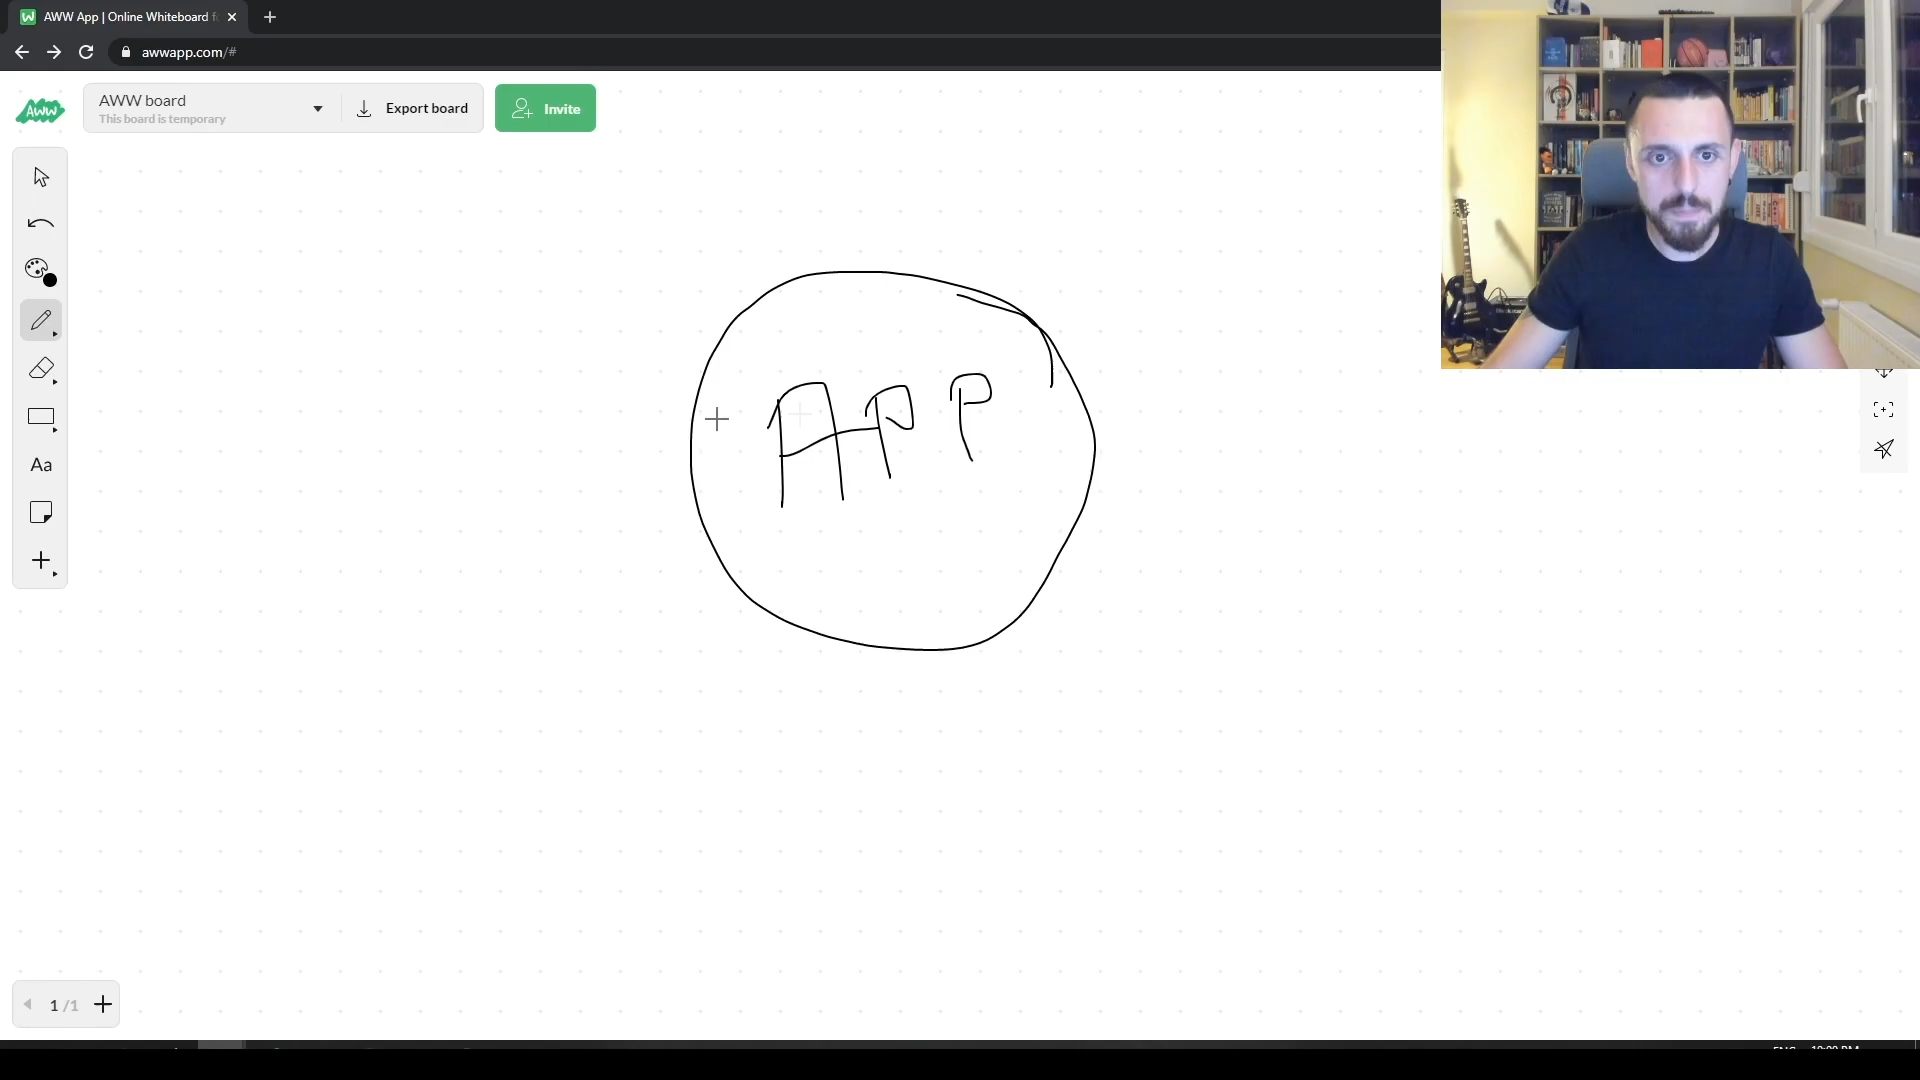 AWW App | Online Whiteboard f
awwapp.com/#
AWW
AWW board
This board is temporary
Export board
Invite
APP
Aa
1 /1